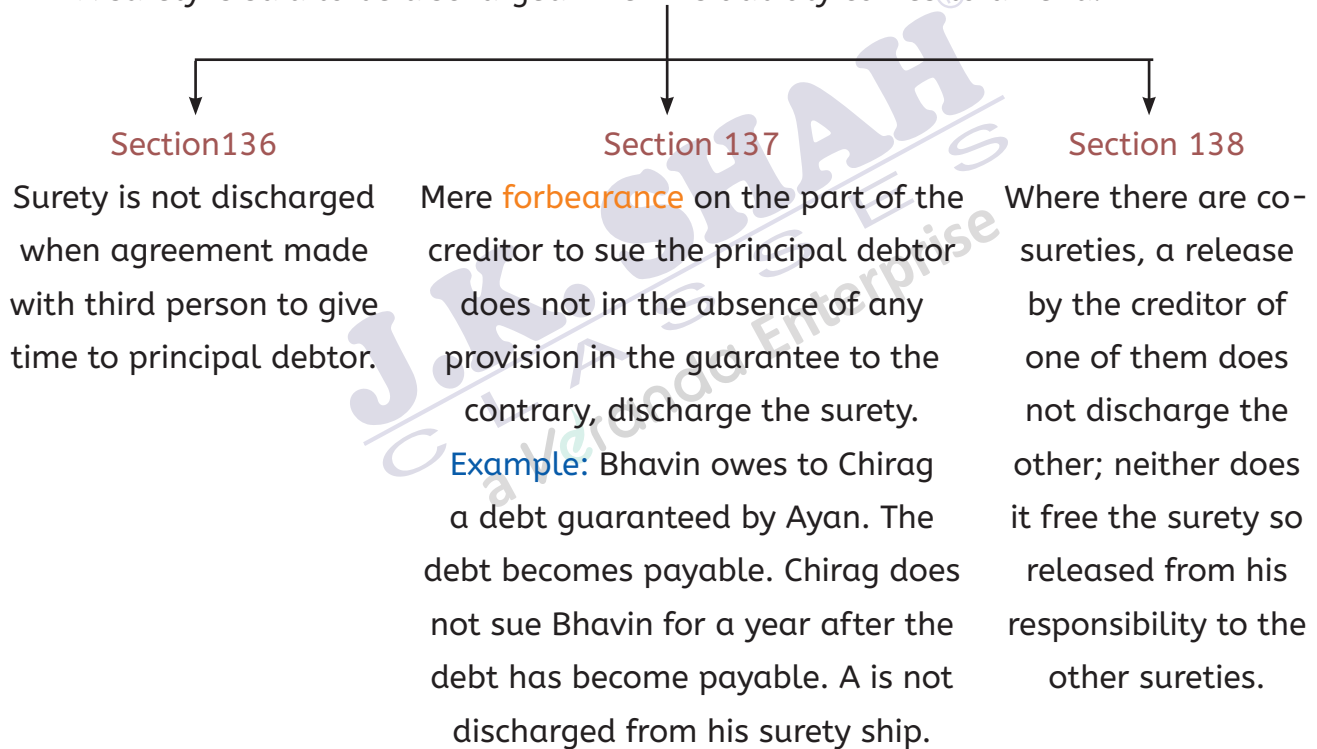 Section136
Surety is not discharged
when agreement made
with third person to give
time to principal debtor.
Section 137
Mere forbearance on the part of the
creditor to sue the principal debtor
does not in the absence of any
provision in the guarantee to the
contrary, discharge the surety.
Example: Bhavin owes to Chirag
a debt guaranteed by Ayan. The
debt becomes payable. Chirag does
not sue Bhavin for a year after the
debt has become payable. A is not
discharged from his surety ship.
Section 138
Where there are co-
sureties, a release
by the creditor of
one of them does
not discharge the
other; neither does
it free the surety so
released from his
responsibility to the
other sureties.
J.K. SHAH
CLASSES
a Veranda Enterprise